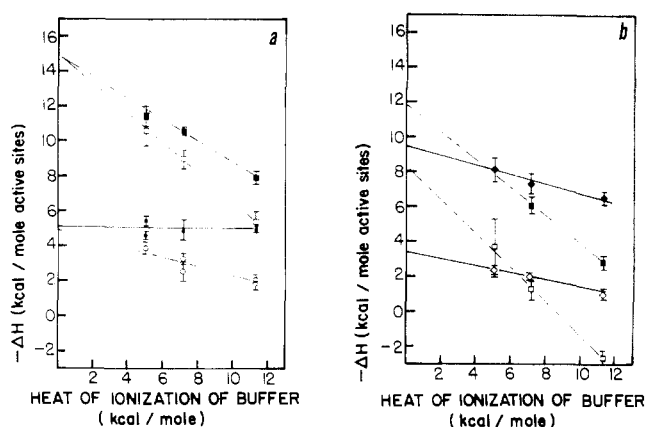 a
16
14
12
10
8
6
4
2
0
−2
−ΔH (kcal / mole active sites)
2 4 6 8 10 12
HEAT OF IONIZATION OF BUFFER
(kcal / mole)
b
16
14
12
10
8
6
4
2
0
−2
−ΔH (kcal / mole active sites)
2 4 6 8 10 12
HEAT OF IONIZATION OF BUFFER
(kcal / mole)